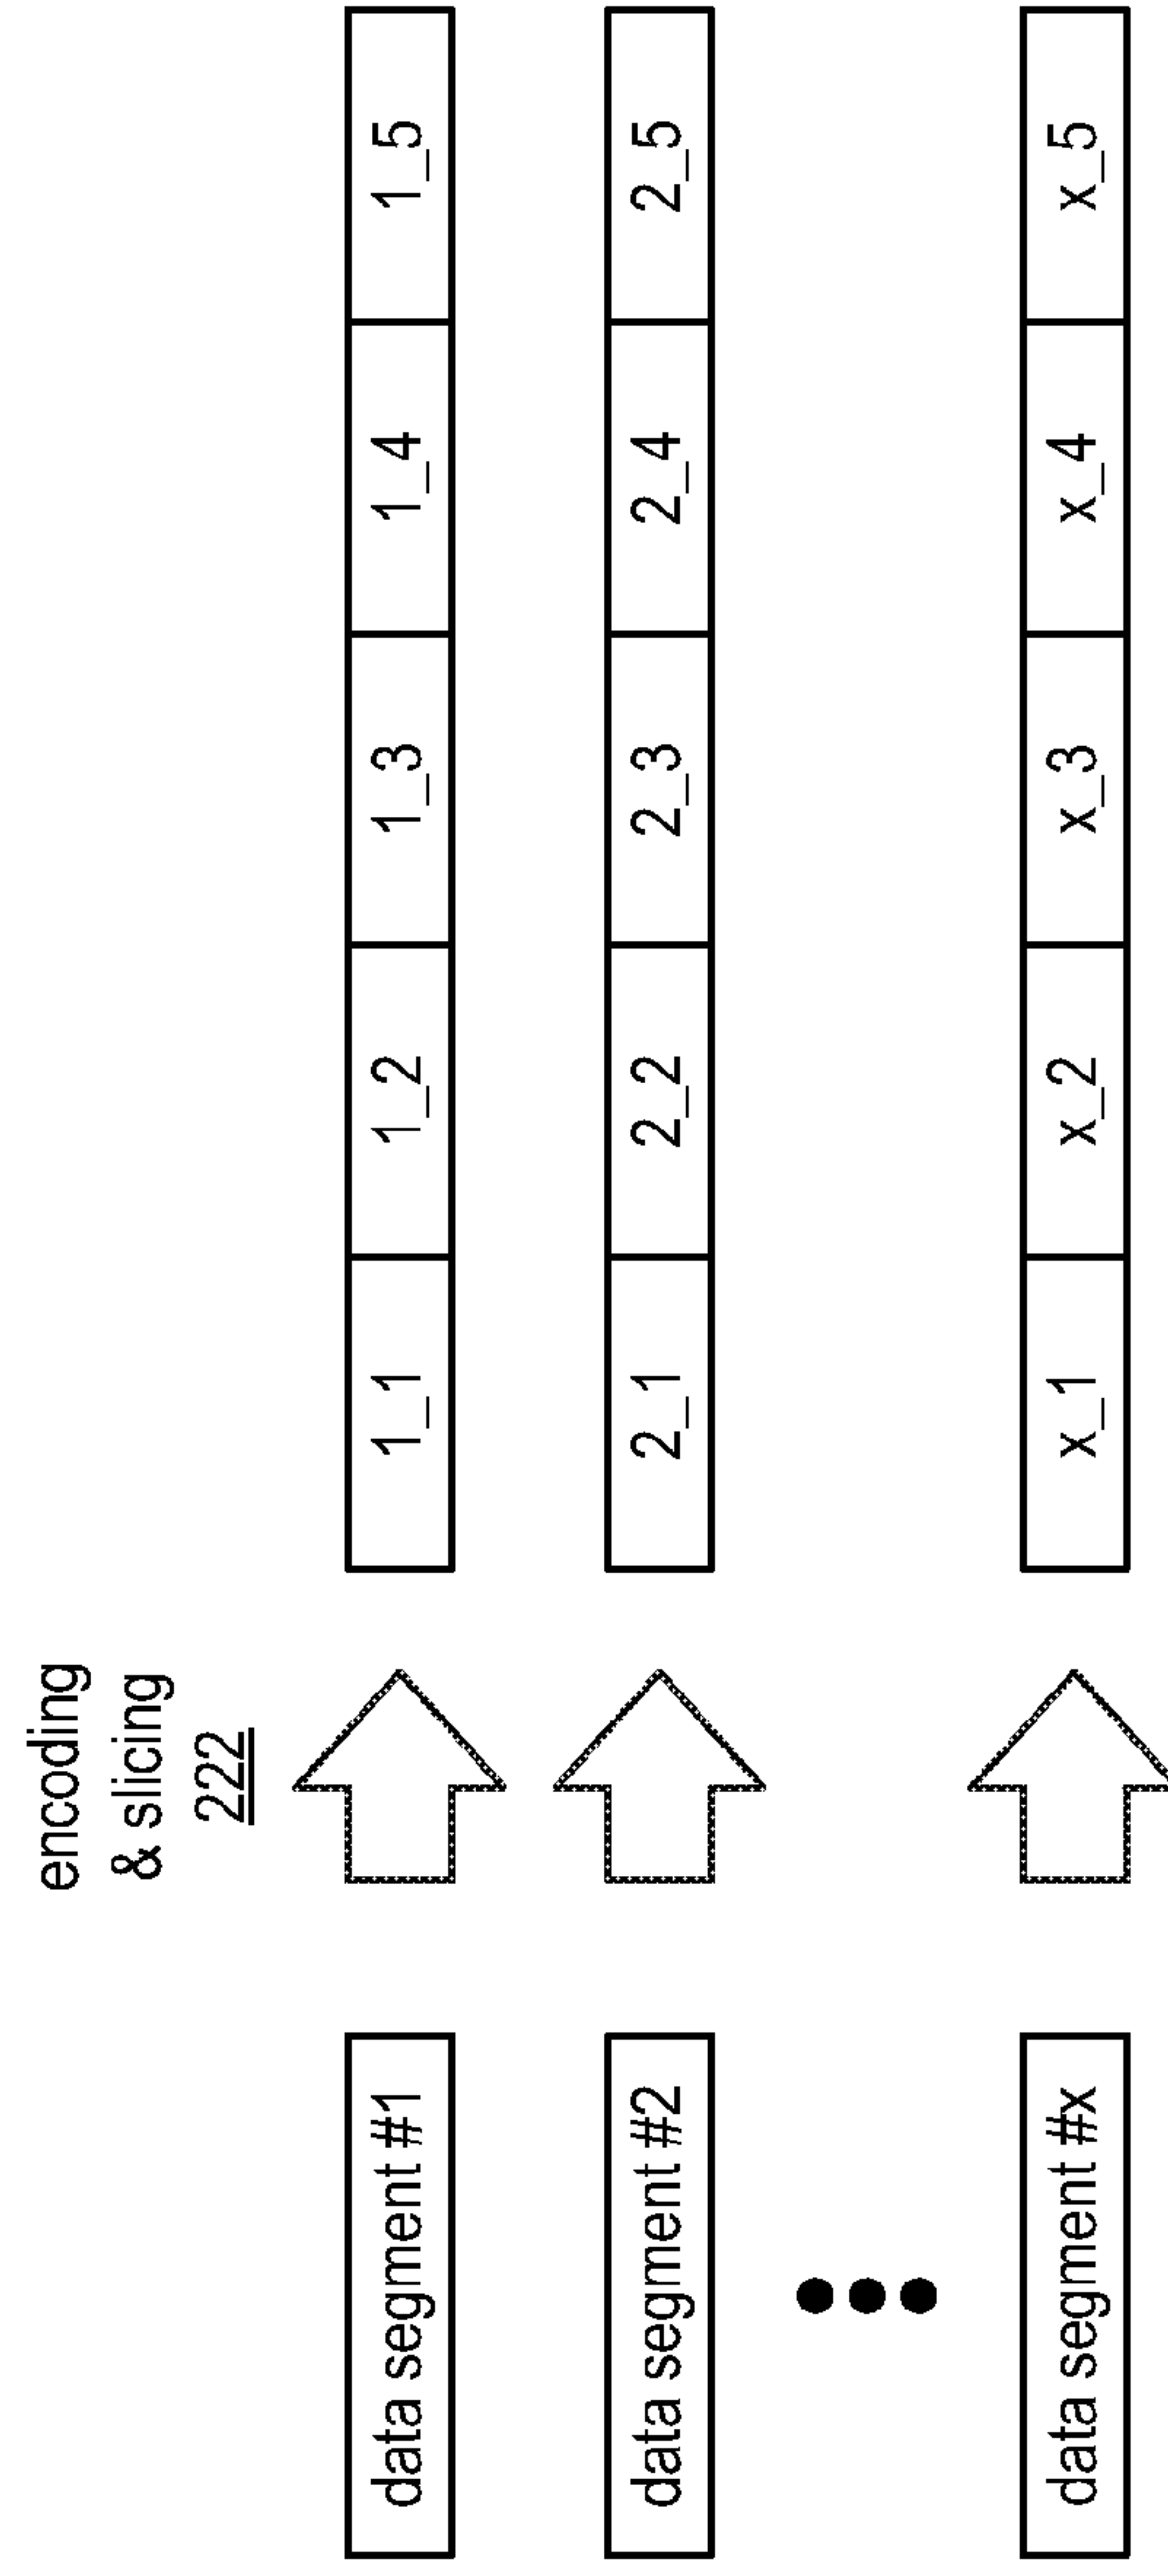 encoding
& slicing
222
data segment #1
1_1 1_2 1_3 1_4 1_5
data segment #2
2_1 2_2 2_3 2_4 2_5
data segment #x
x_1 x_2 x_3 x_4 x_5